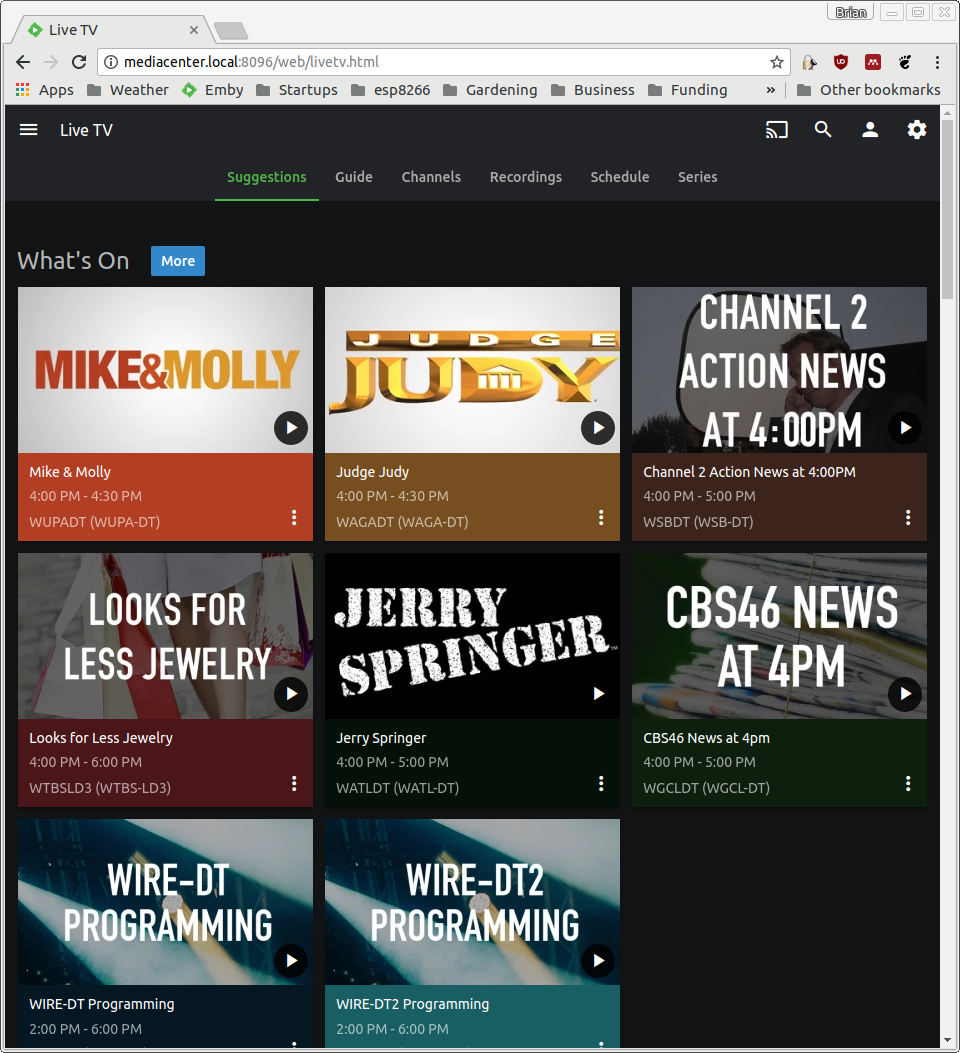 Brian
Live TV
mediacenter.local:8096/web/livetv.html
Apps Weather Emby Startups esp8266 Gardening Business Funding » Other bookmarks
Live TV
Suggestions Guide Channels Recordings Schedule Series
What's On More
MIKE&MOLLY
Mike & Molly
4:00 PM - 4:30 PM
WUPADT (WUPA-DT)
JUDGE
JUDY
Judge Judy
4:00 PM - 4:30 PM
WAGADT (WAGA-DT)
CHANNEL 2
ACTION NEWS
AT 4:00PM
Channel 2 Action News at 4:00PM
4:00 PM - 5:00 PM
WSBDT (WSB-DT)
LOOKS FOR
LESS JEWELRY
Looks for Less Jewelry
4:00 PM - 6:00 PM
WTBSLD3 (WTBS-LD3)
JERRY
SPRINGER™
Jerry Springer
4:00 PM - 5:00 PM
WATLDT (WATL-DT)
CBS46 NEWS
AT 4PM
CBS46 News at 4pm
4:00 PM - 5:00 PM
WGCLDT (WGCL-DT)
WIRE-DT
PROGRAMMING
WIRE-DT Programming
2:00 PM - 6:00 PM
WIRE-DT2
PROGRAMMING
WIRE-DT2 Programming
2:00 PM - 6:00 PM